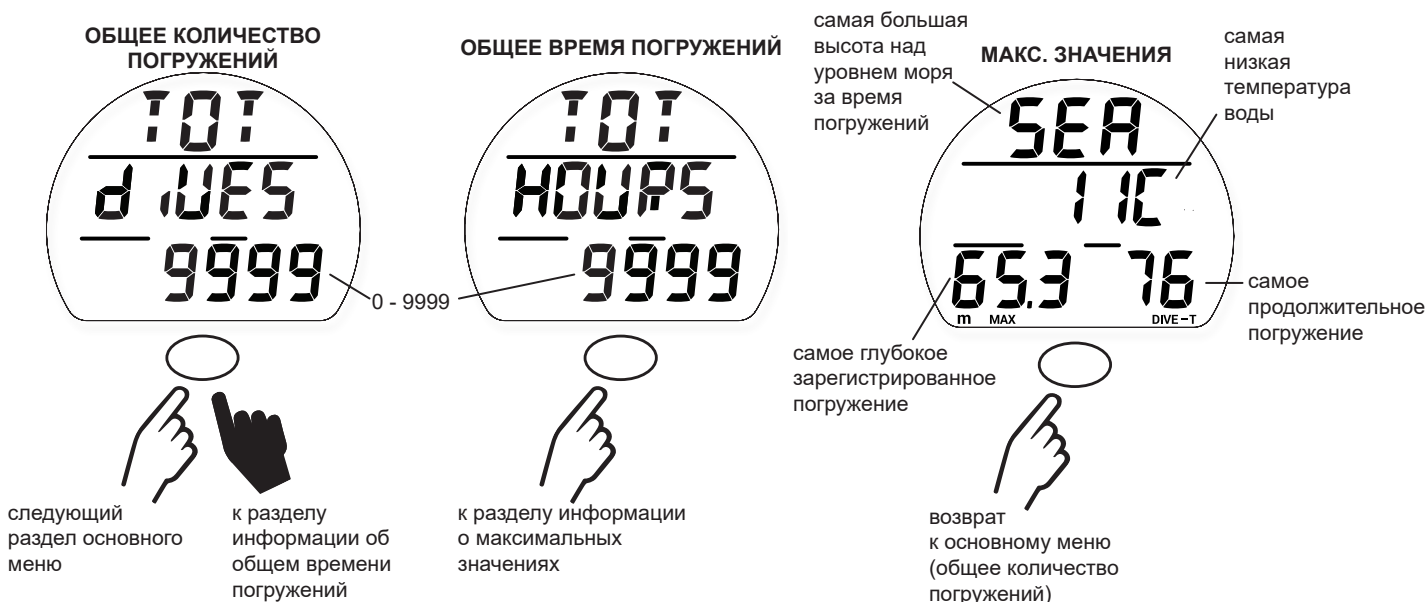 ОБЩЕЕ КОЛИЧЕСТВО
ПОГРУЖЕНИЙ
TOT
dIVES
9999
0 - 9999
следующий
раздел основного
меню
к разделу
информации об
общем времени
погружений
ОБЩЕЕ ВРЕМЯ ПОГРУЖЕНИЙ
TOT
HOURS
9999
к разделу информации
о максимальных
значениях
самая большая
высота над
уровнем моря
за время
погружений
МАКС. ЗНАЧЕНИЯ
самая
низкая
температура
воды
SEA
11C
65.3 76
m MAX DIVE-T
самое глубокое
зарегистрированное
погружение
самое
продолжительное
погружение
возврат
к основному меню
(общее количество
погружений)